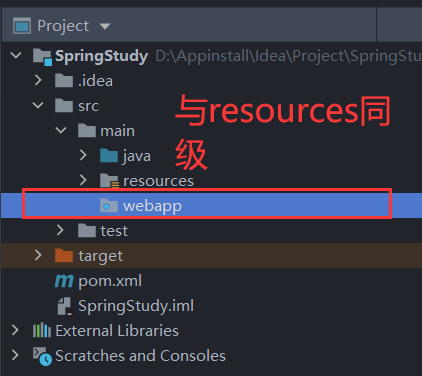 Project
SpringStudy D:\Appinstall\Idea\Project\SpringStu
.idea
src
与resources同级
main
java
resources
webapp
test
target
pom.xml
SpringStudy.iml
External Libraries
Scratches and Consoles